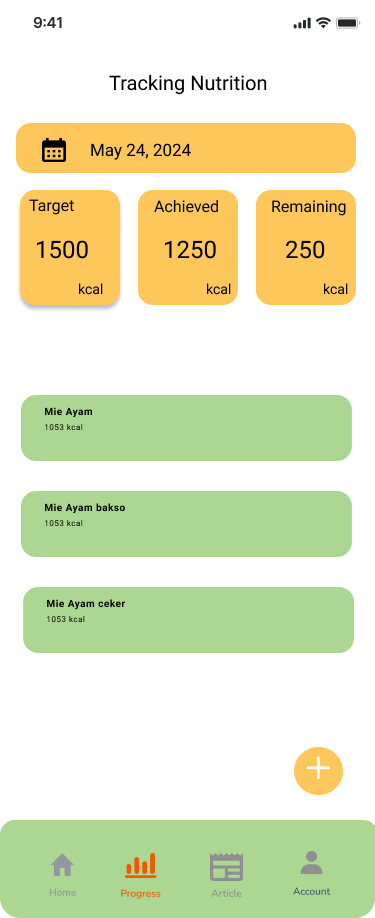 9:41
Tracking Nutrition
May 24, 2024
Target
Achieved
Remaining
1500
1250
250
kcal
kcal
kcal
Mie Ayam
1053 kcal
Mie Ayam bakso
1053 kcal
Mie Ayam ceker
1053 kcal
Home
Progress
Article
Account